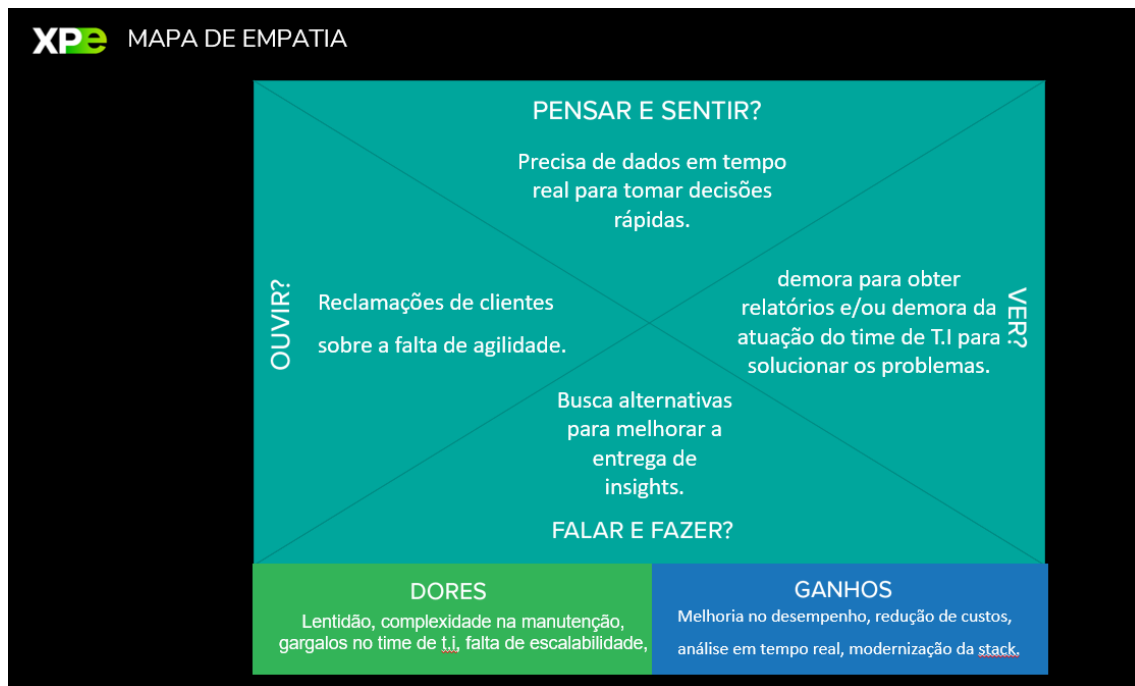 XPe MAPA DE EMPATIA
PENSAR E SENTIR?
Precisa de dados em tempo
real para tomar decisões
rápidas.
OUVIR?
Reclamações de clientes
sobre a falta de agilidade.
demora para obter
relatórios e/ou demora da
atuação do time de T.I para
solucionar os problemas.
VER?
Busca alternativas
para melhorar a
entrega de
insights.
FALAR E FAZER?
DORES
Lentidão, complexidade na manutenção,
gargalos no time de t.i, falta de escalabilidade,
GANHOS
Melhoria no desempenho, redução de custos,
análise em tempo real, modernização da stack.